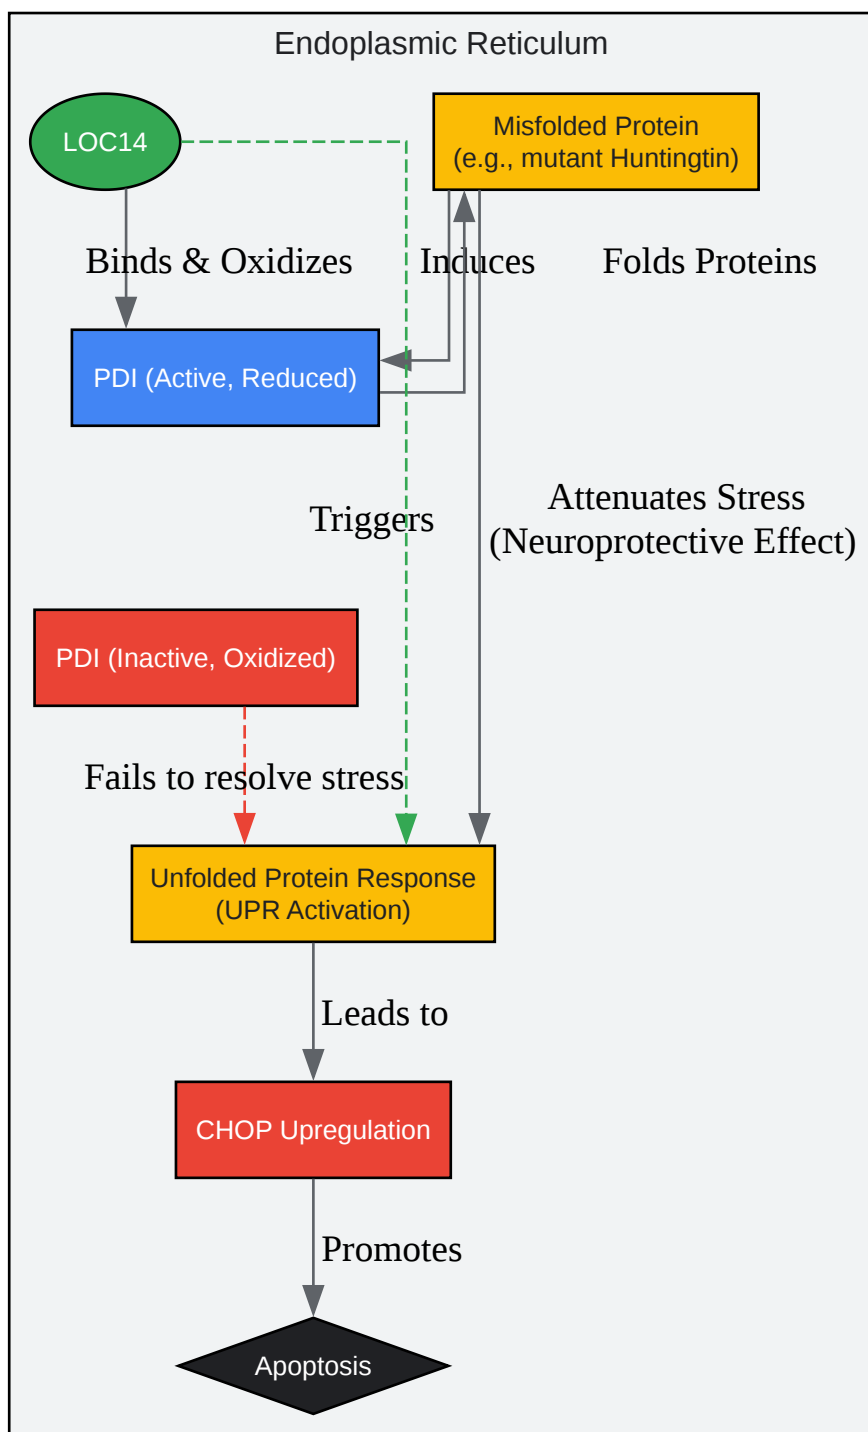 Endoplasmic Reticulum
LOC14
Misfolded Protein
(e.g., mutant Huntingtin)
Binds & Oxidizes
Induces
Folds Proteins
PDI (Active, Reduced)
Triggers
Attenuates Stress
(Neuroprotective Effect)
PDI (Inactive, Oxidized)
Fails to resolve stress
Unfolded Protein Response
(UPR Activation)
Leads to
CHOP Upregulation
Promotes
Apoptosis